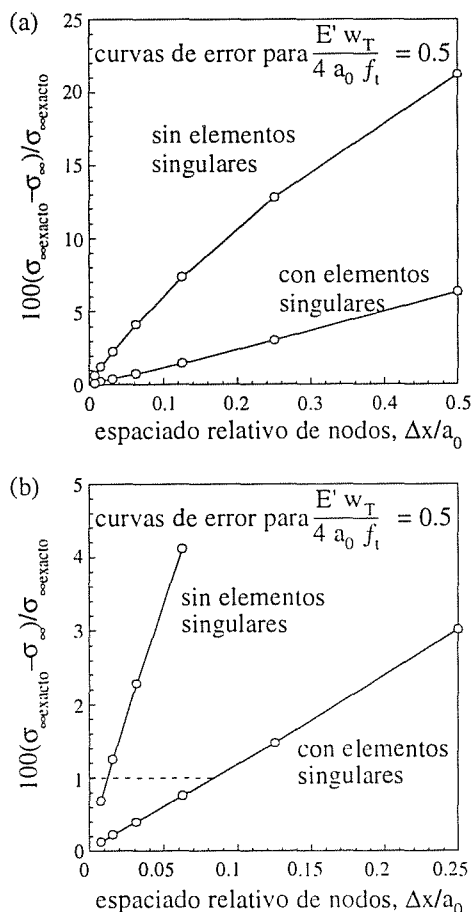 (a)
25
20
15
10
5
0
100(σ∞exacto−σ∞)/σ∞exacto
curvas de error para E' w_T / 4 a₀ f_t = 0.5
sin elementos
singulares
con elementos
singulares
0 0.1 0.2 0.3 0.4 0.5
espaciado relativo de nodos, Δx/a₀
(b)
5
4
3
2
1
0
100(σ∞exacto−σ∞)/σ∞exacto
curvas de error para E' w_T / 4 a₀ f_t = 0.5
sin elementos
singulares
con elementos
singulares
0 0.05 0.1 0.15 0.2 0.25
espaciado relativo de nodos, Δx/a₀